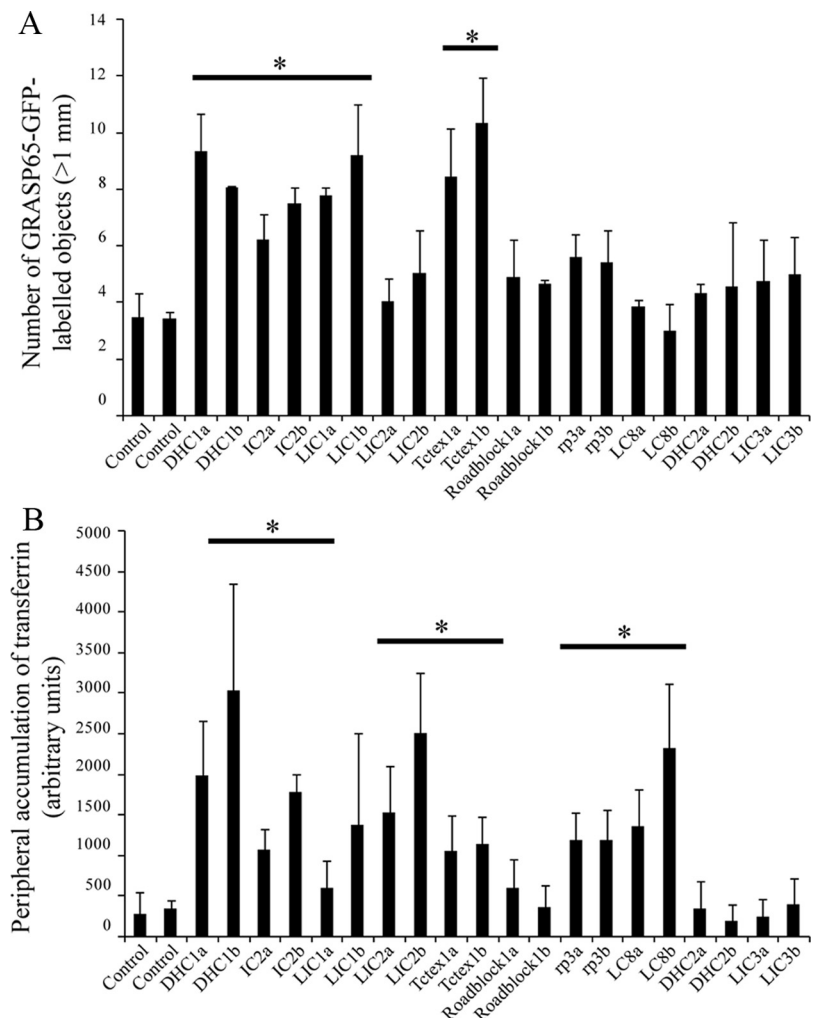 A
Number of GRASP65-GFP-
labelled objects (>1 mm)
14
12
10
8
6
4
2
0
*
*
Control
Control
DHC1a
DHC1b
IC2a
IC2b
LIC1a
LIC1b
LIC2a
LIC2b
Tctex1a
Tctex1b
Roadblock1a
Roadblock1b
rp3a
rp3b
LC8a
LC8b
DHC2a
DHC2b
LIC3a
LIC3b
B
Peripheral accumulation of transferrin
(arbitrary units)
5000
4500
4000
3500
3000
2500
2000
1500
1000
500
0
*
*
*
Control
Control
DHC1a
DHC1b
IC2a
IC2b
LIC1a
LIC1b
LIC2a
LIC2b
Tctex1a
Tctex1b
Roadblock1a
Roadblock1b
rp3a
rp3b
LC8a
LC8b
DHC2a
DHC2b
LIC3a
LIC3b